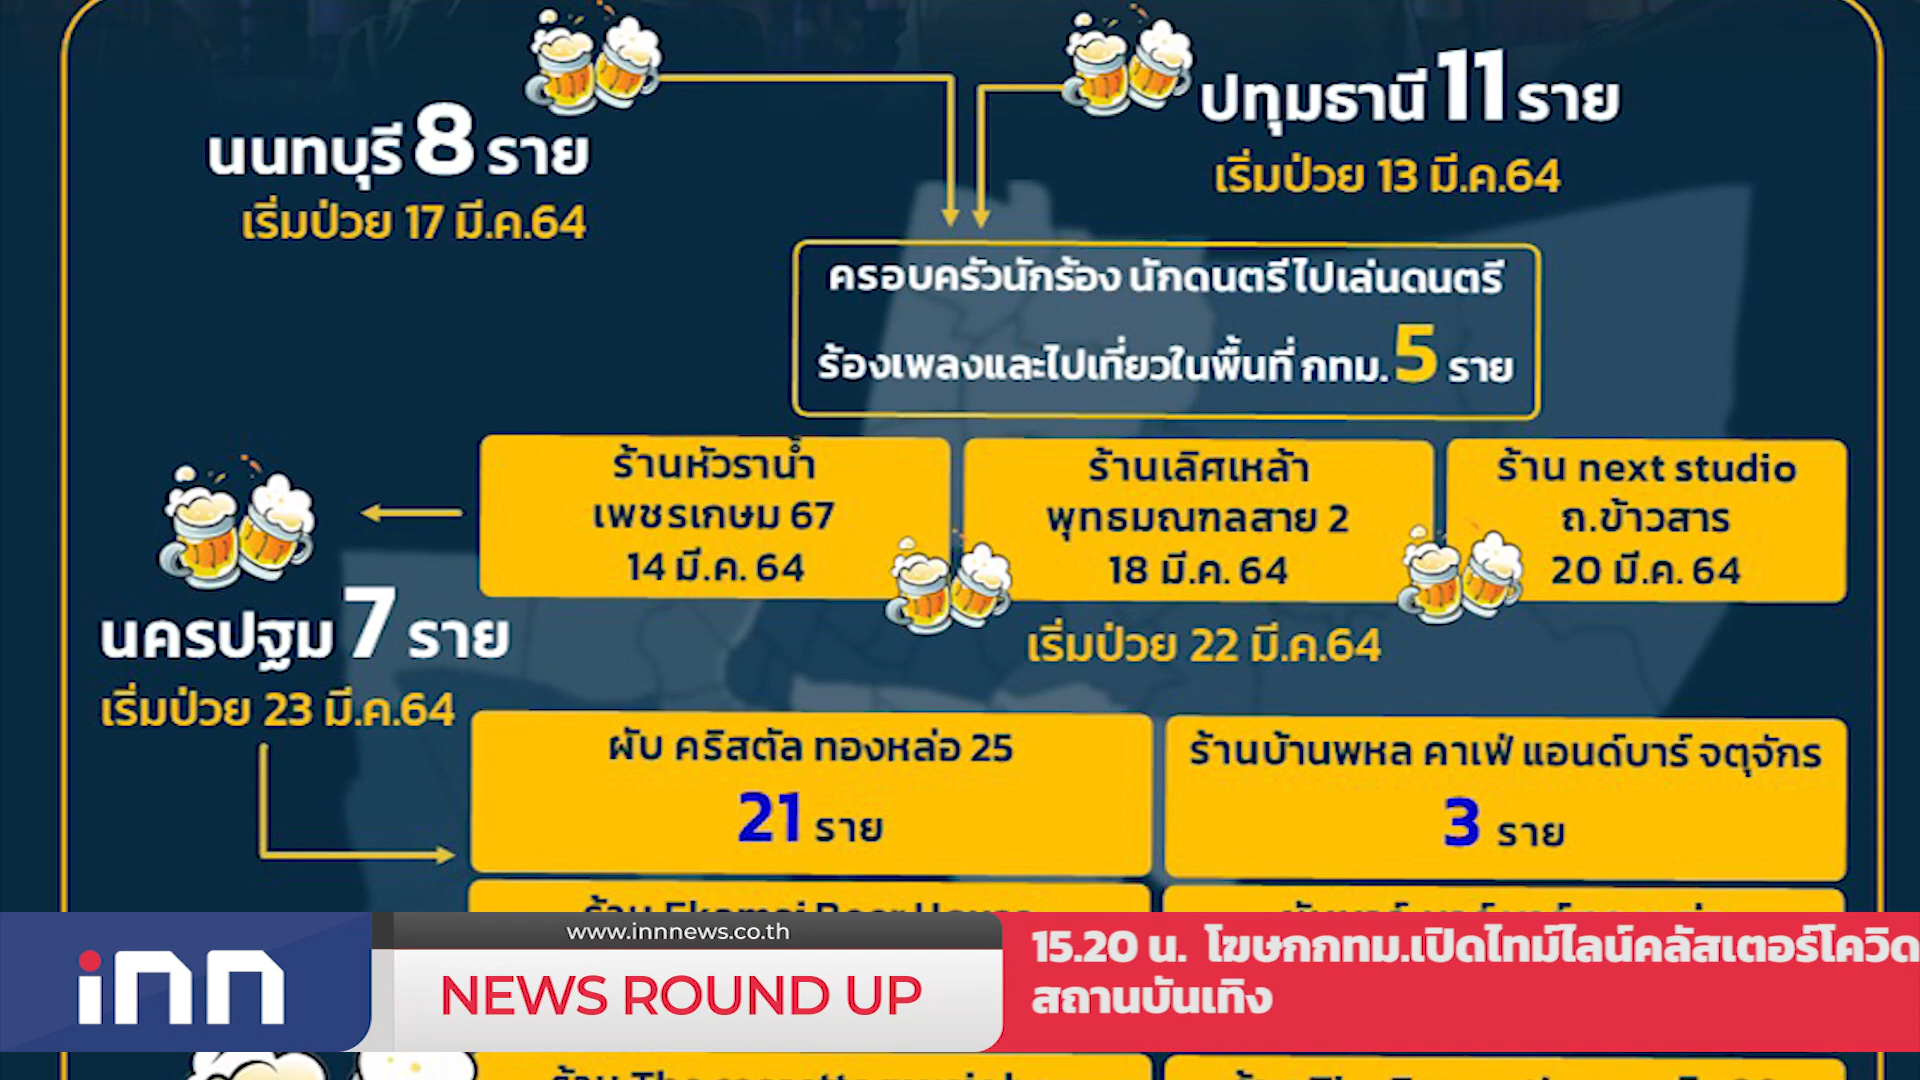 นนทบุรี 8 ราย
เริ่มป่วย 17 มี.ค.64
ปทุมธานี 11 ราย
เริ่มป่วย 13 มี.ค.64
ครอบครัวนักร้อง นักดนตรี ไปเล่นดนตรี
ร้องเพลงและไปเที่ยวในพื้นที่ กทม. 5 ราย
ร้านหัวราน้ำ
เพชรเกษม 67
14 มี.ค. 64
ร้านเลิศเหล้า
พุทธมณฑลสาย 2
18 มี.ค. 64
ร้าน next studio
ถ.ข้าวสาร
20 มี.ค. 64
เริ่มป่วย 22 มี.ค.64
นครปฐม 7 ราย
เริ่มป่วย 23 มี.ค.64
ผับ คริสตัล ทองหล่อ 25
21 ราย
ร้านบ้านพหล คาเฟ่ แอนด์บาร์ จตุจักร
3 ราย
inn
www.innnews.co.th
NEWS ROUND UP
15.20 น. โฆษกกทม.เปิดไทม์ไลน์คลัสเตอร์โควิด
สถานบันเทิง